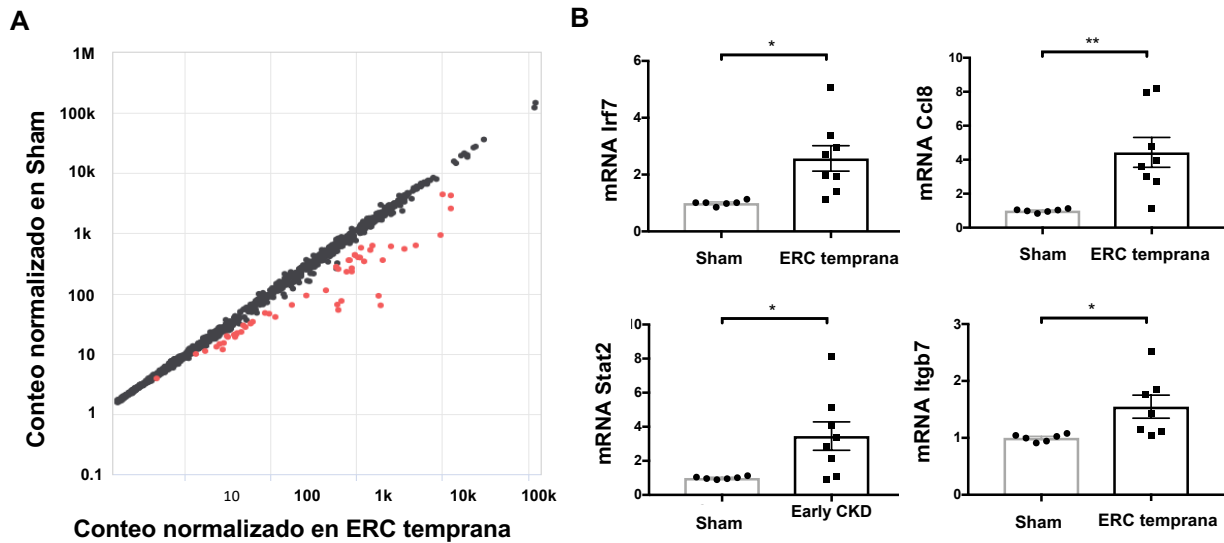 A
Conteo normalizado en Sham
1M
100k
10k
1k
100
10
1
0.1
10
100
1k
10k
100k
Conteo normalizado en ERC temprana
B
mRNA Irf7
6
4
2
0
*
Sham
ERC temprana
mRNA Ccl8
10
8
6
4
2
0
**
Sham
ERC temprana
mRNA Stat2
10
8
6
4
2
0
*
Sham
Early CKD
mRNA Itgb7
3
2
1
0
*
Sham
ERC temprana